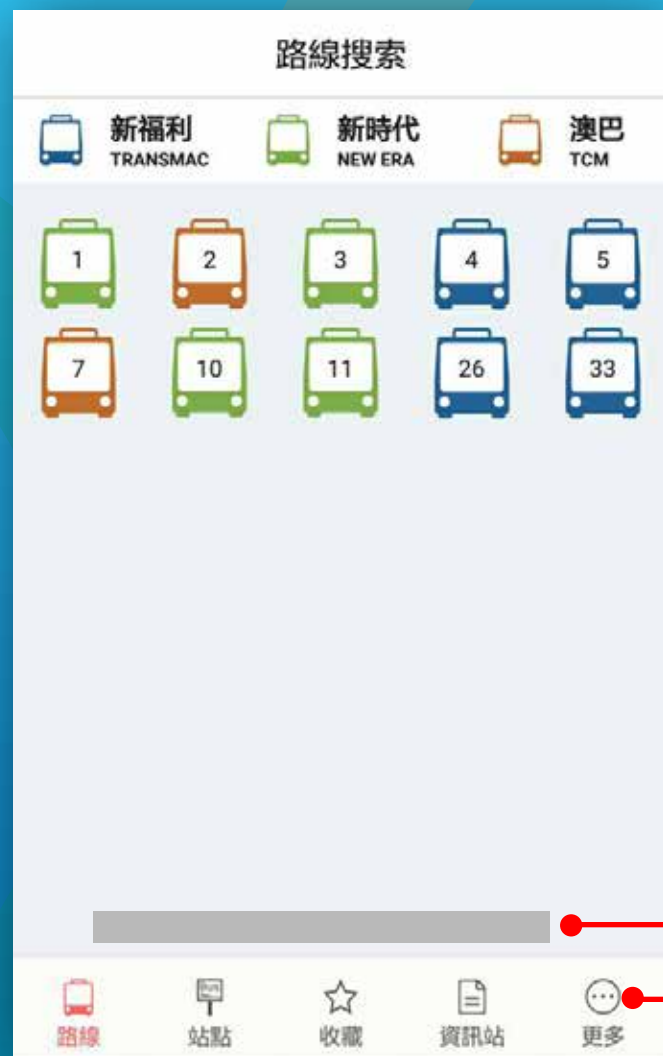 路線搜索
新福利 新時代 澳巴
TRANSMAC NEW ERA TCM
1 2 3 4 5
7 10 11 26 33
路線 站點 收藏 資訊站 更多